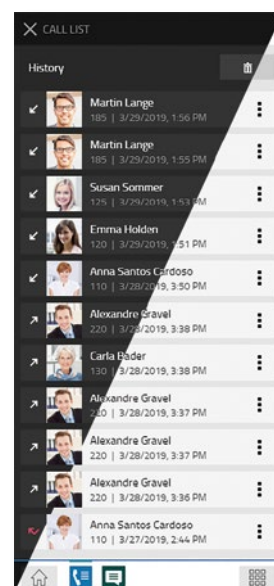 CALL LIST
History
Martin Lange
185 | 3/29/2019, 1:56 PM
Martin Lange
185 | 3/29/2019, 1:55 PM
Susan Sommer
125 | 3/29/2019, 1:53 PM
Emma Holden
120 | 3/29/2019, 1:51 PM
Anna Santos Cardoso
110 | 3/28/2019, 3:50 PM
Alexandre Gravel
220 | 3/28/2019, 3:38 PM
Carla Bader
130 | 3/28/2019, 3:38 PM
Alexandre Gravel
220 | 3/28/2019, 3:37 PM
Alexandre Gravel
220 | 3/28/2019, 3:37 PM
Alexandre Gravel
220 | 3/28/2019, 3:36 PM
Anna Santos Cardoso
110 | 3/27/2019, 2:44 PM